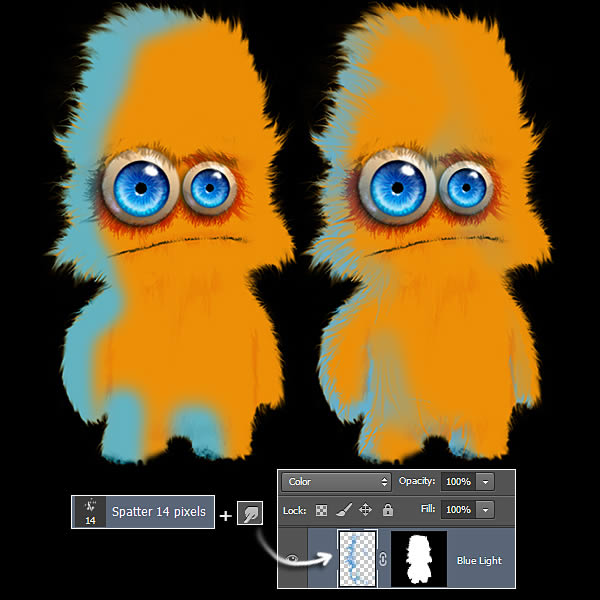 Color Opacity: 100%
Lock: Fill: 100%
14 Spatter 14 pixels +
Blue Light